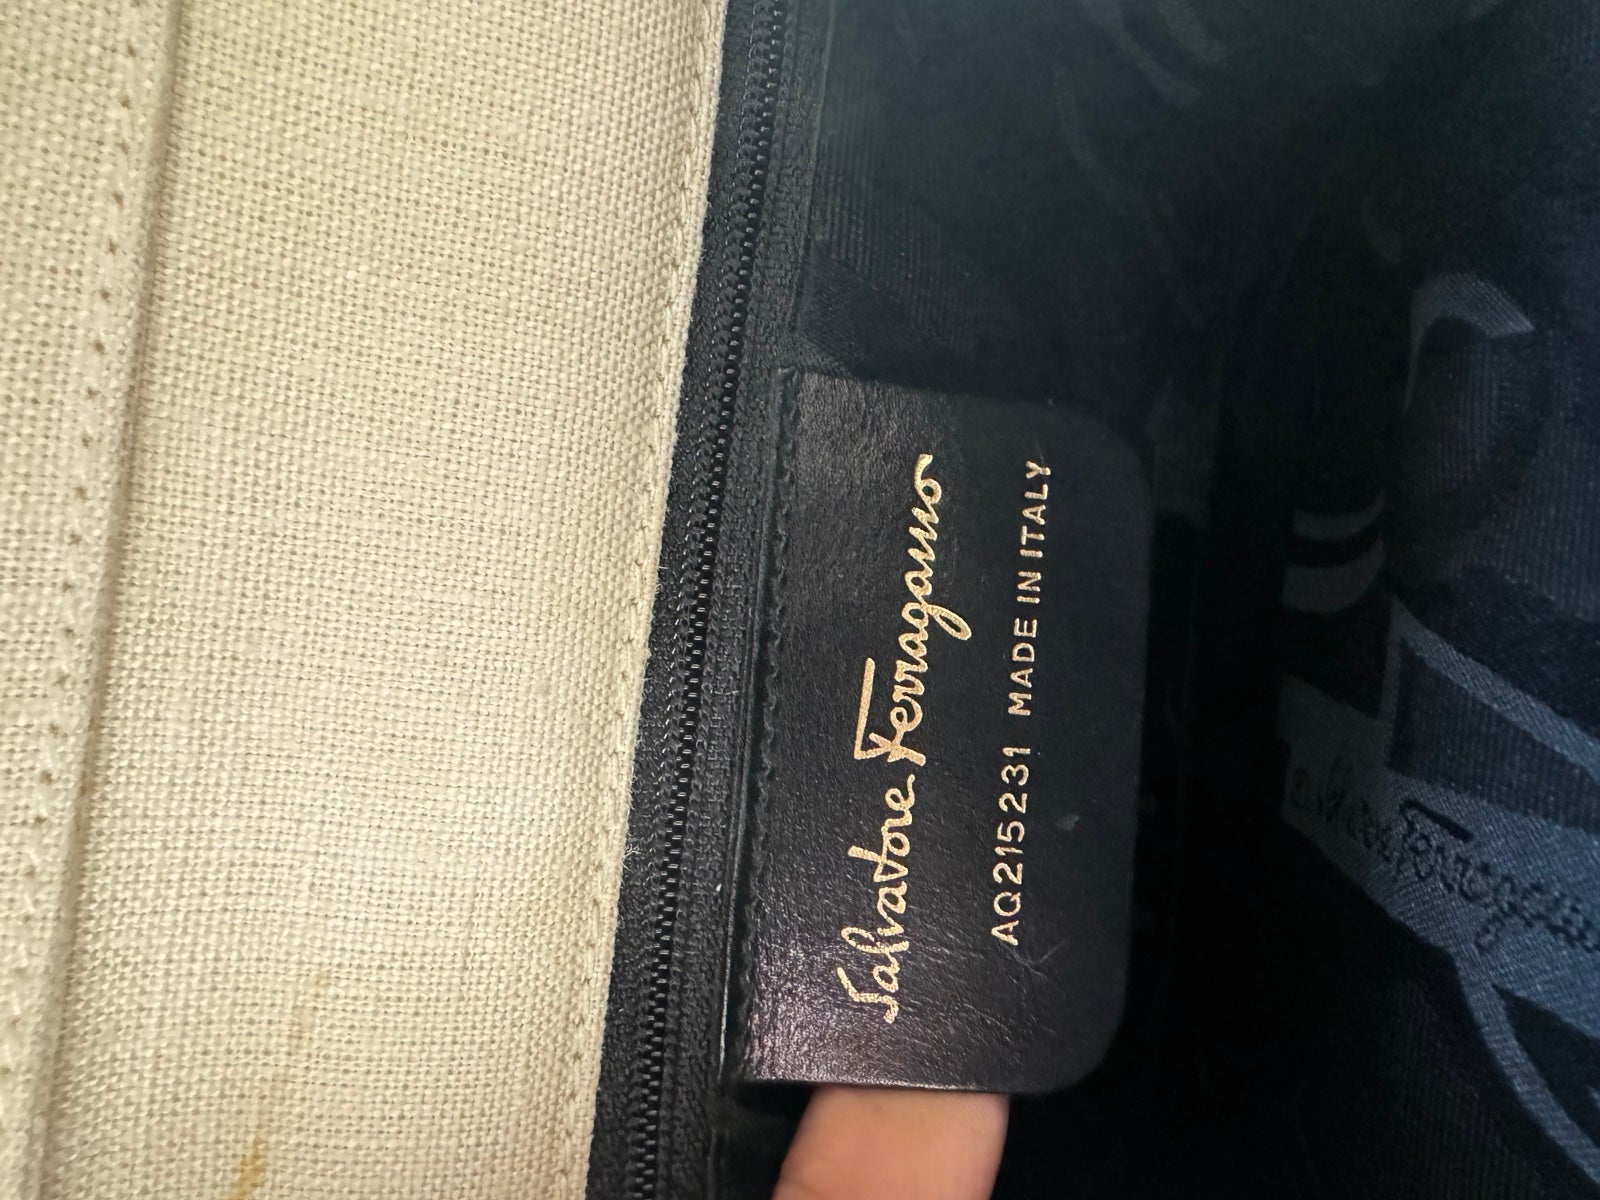 Salvatore Ferragamo
AQ215231 MADE IN ITALY